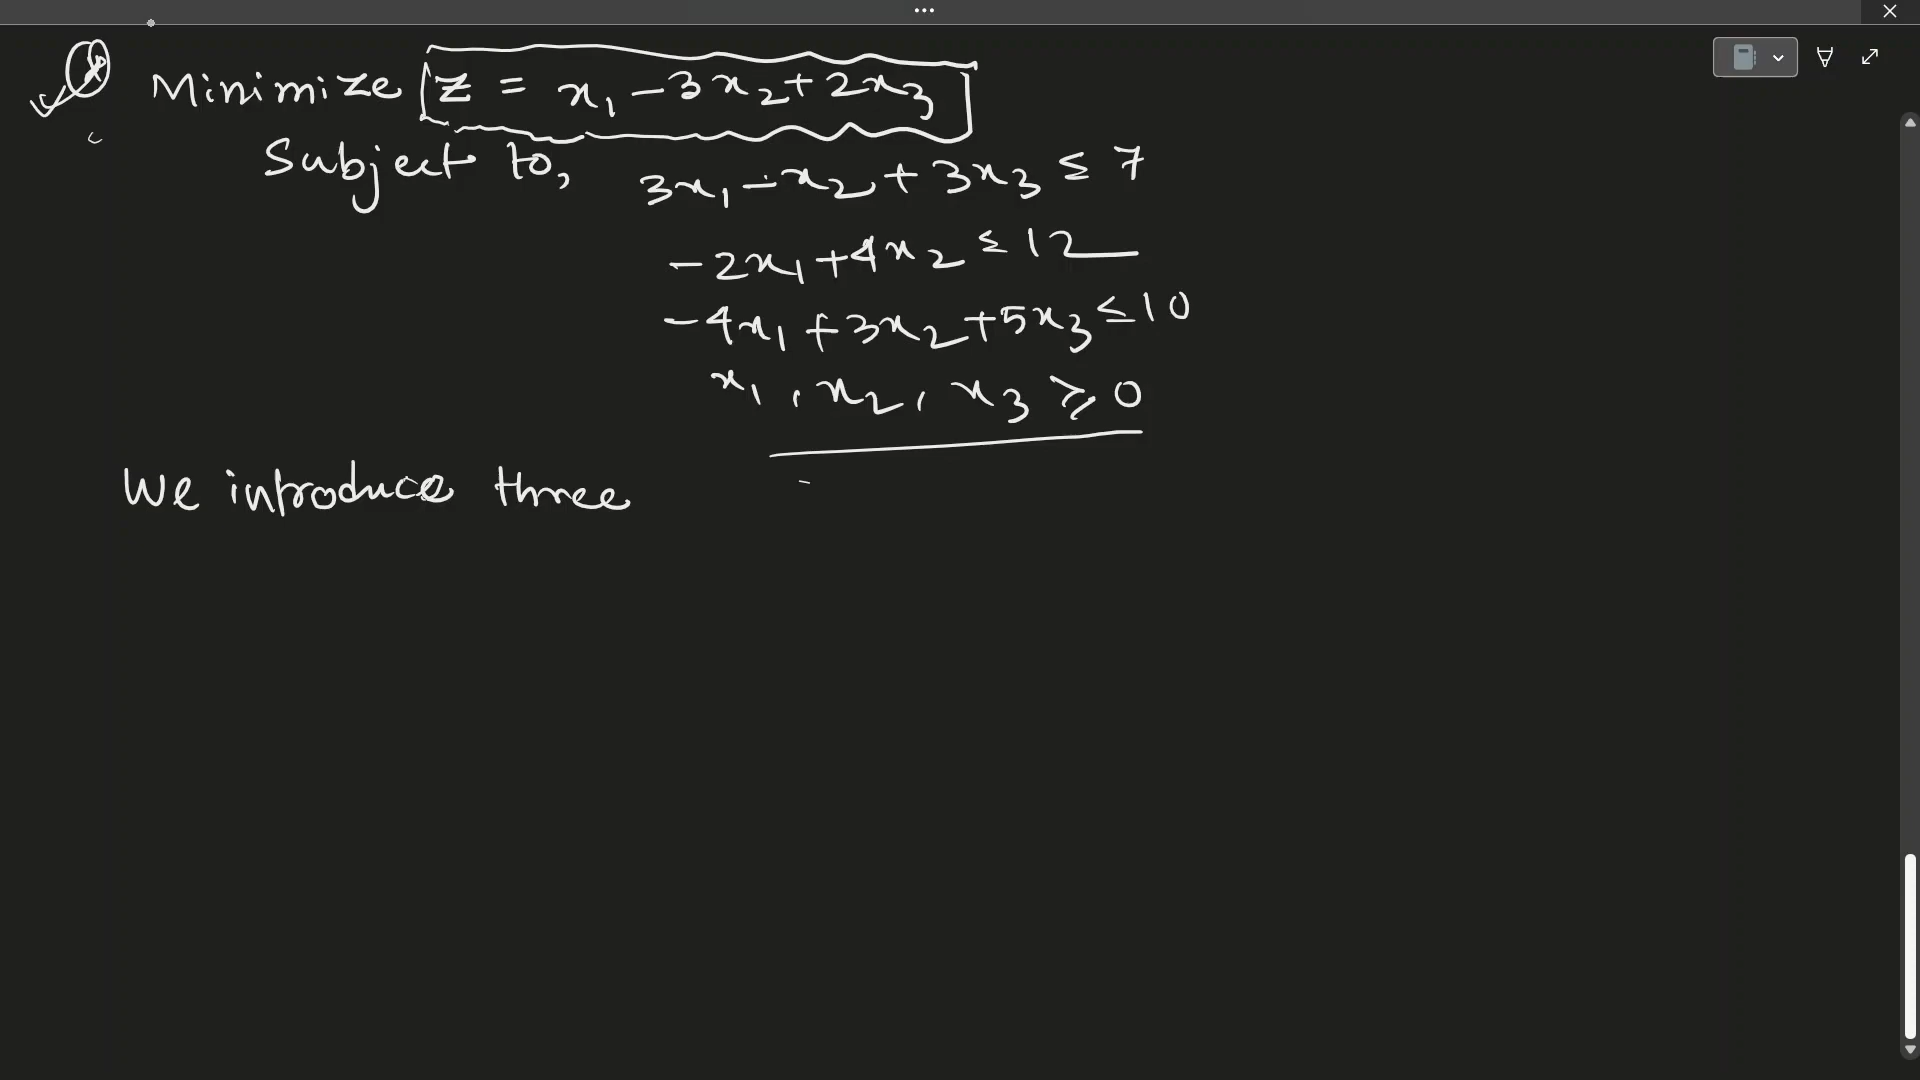 Minimize z = x₁ - 3x₂ + 2x₃
Subject to, 3x₁ - x₂ + 3x₃ ≤ 7
-2x₁ + 4x₂ ≤ 12
-4x₁ + 3x₂ + 5x₃ ≤ 10
x₁, x₂, x₃ ≥ 0
We introduce three